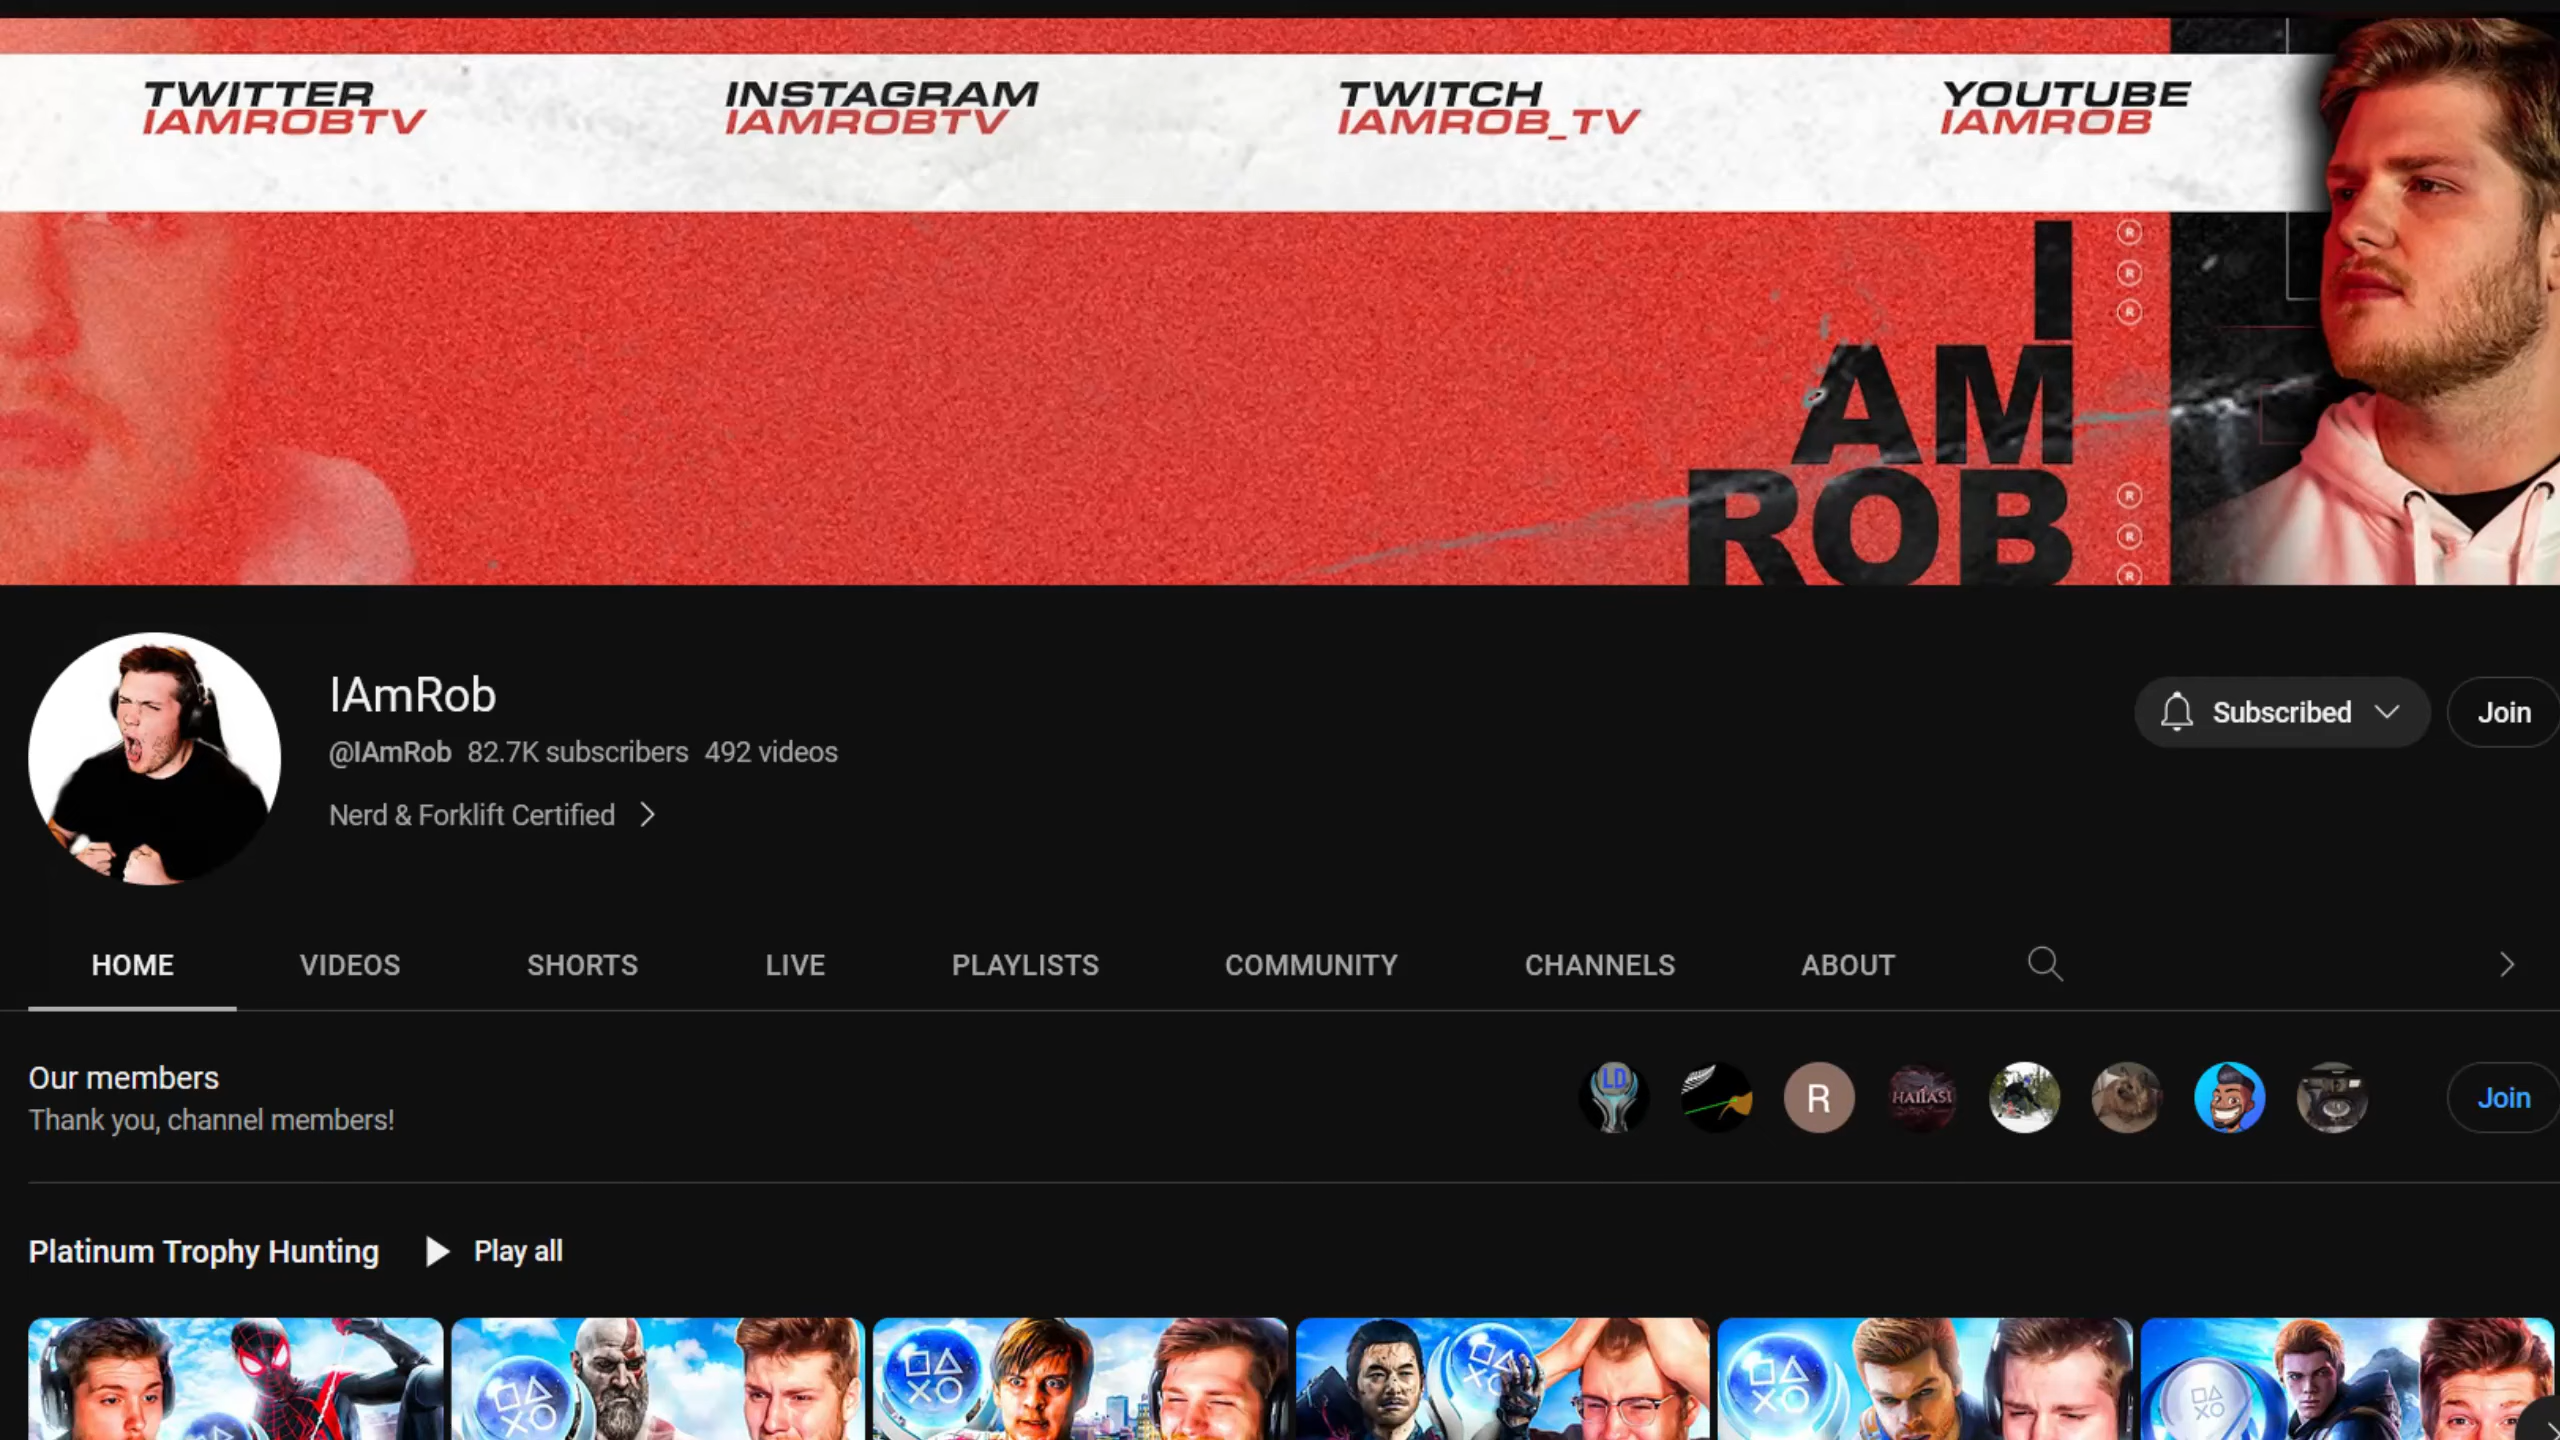 TWITTER
IAMROBTV
INSTAGRAM
IAMROBTV
TWITCH
IAMROB_TV
YOUTUBE
IAMROB
I
AM
ROB
R
R
R
R
R
R
IAmRob
@IAmRob 82.7K subscribers 492 videos
Nerd & Forklift Certified
Subscribed
Join
HOME VIDEOS SHORTS LIVE PLAYLISTS COMMUNITY CHANNELS ABOUT
Our members
Thank you, channel members!
LD
R
HAILASI
Join
Platinum Trophy Hunting Play all